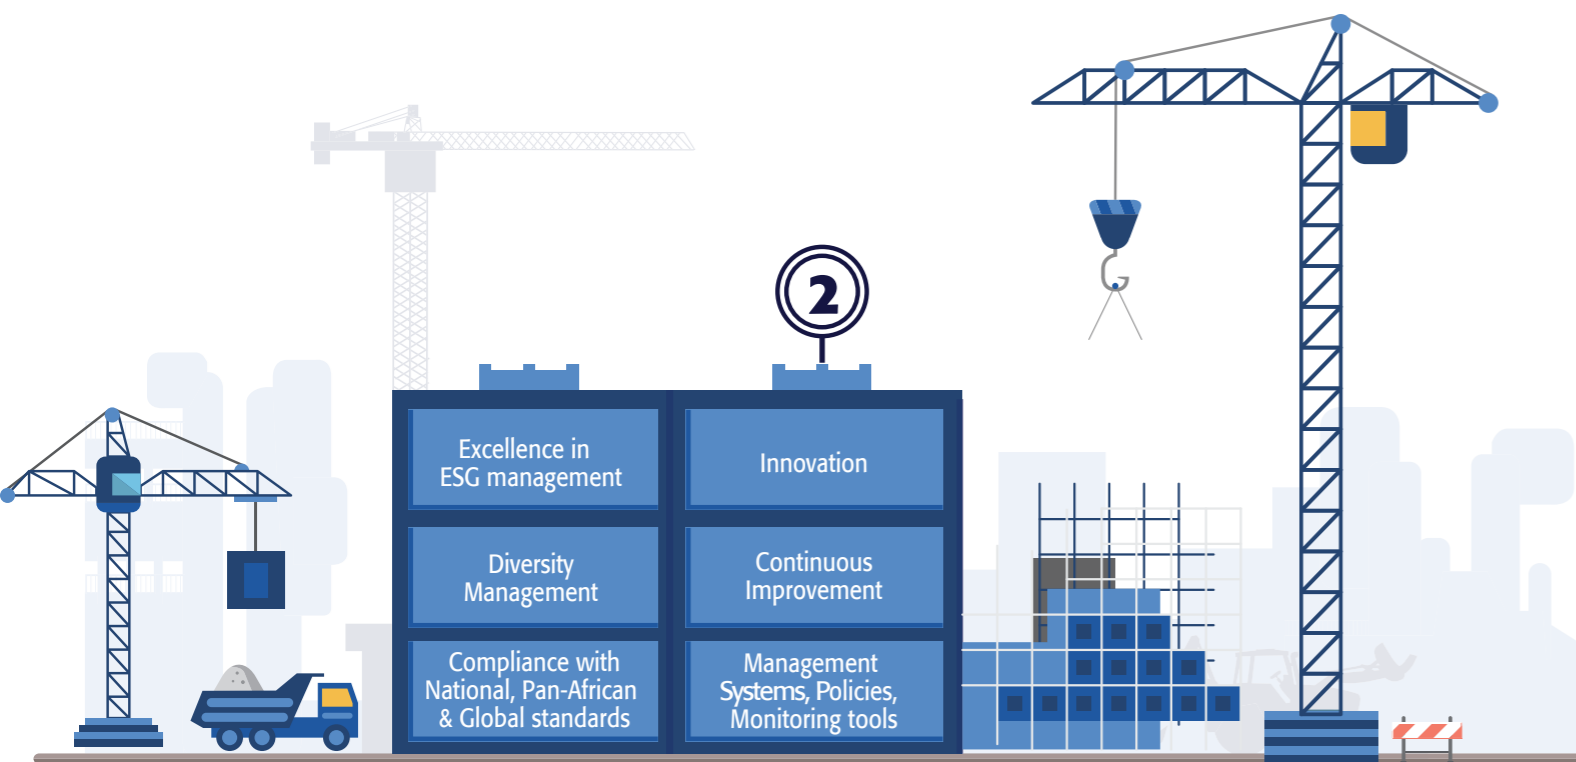 2
Excellence in
ESG management
Innovation
Diversity
Management
Continuous
Improvement
Compliance with
National, Pan-African
& Global standards
Management
Systems, Policies,
Monitoring tools